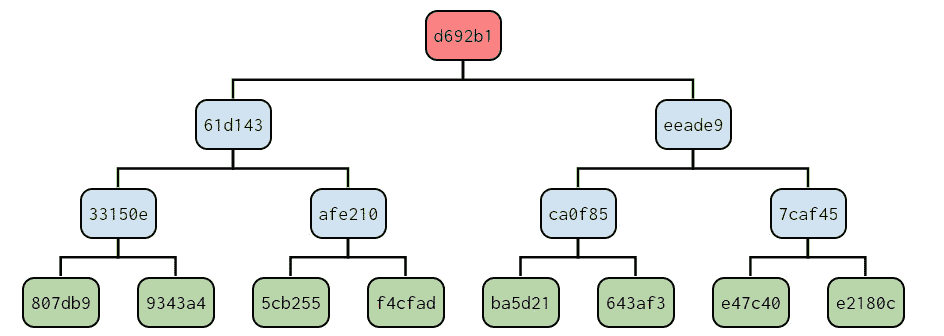 d692b1
61d143 eeade9
33150e afe210 ca0f85 7caf45
807db9 9343a4 5cb255 f4cfad ba5d21 643af3 e47c40 e2180c